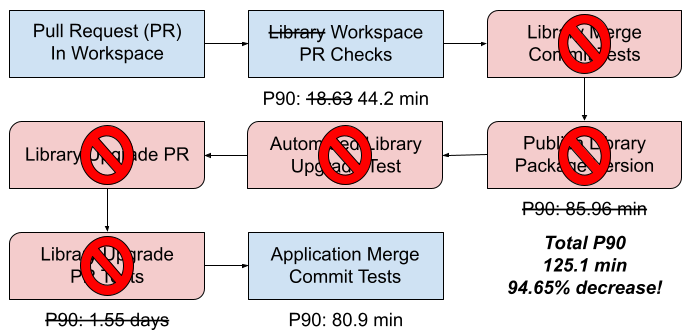 Pull Request (PR)
In Workspace
Library Workspace
PR Checks
P90: 18.63 44.2 min
Library Merge
Commit Tests
Library Upgrade PR
Automated Library
Upgrade Test
Publish Library
Package Version
P90: 85.96 min
Library Upgrade
PR Tests
P90: 1.55 days
Application Merge
Commit Tests
P90: 80.9 min
Total P90
125.1 min
94.65% decrease!